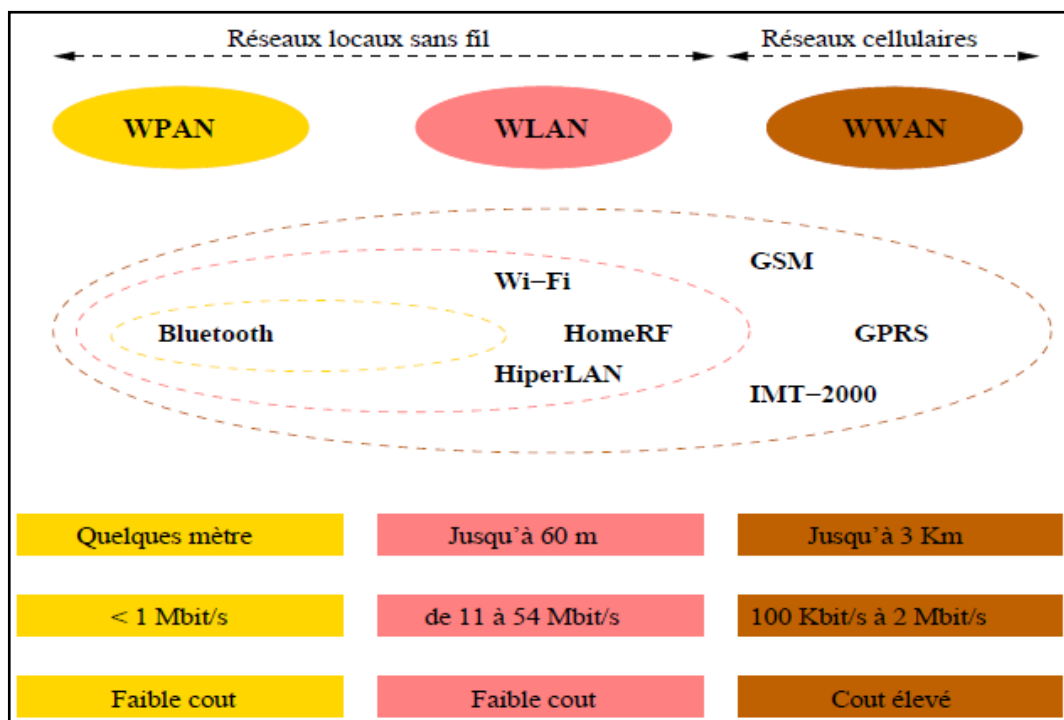 Réseaux locaux sans fil
Réseaux cellulaires
WPAN
WLAN
WWAN
GSM
Wi-Fi
Bluetooth
HomeRF
GPRS
HiperLAN
IMT-2000
Quelques mètre
Jusqu'à 60 m
Jusqu'à 3 Km
< 1 Mbit/s
de 11 à 54 Mbit/s
100 Kbit/s à 2 Mbit/s
Faible cout
Faible cout
Cout élevé